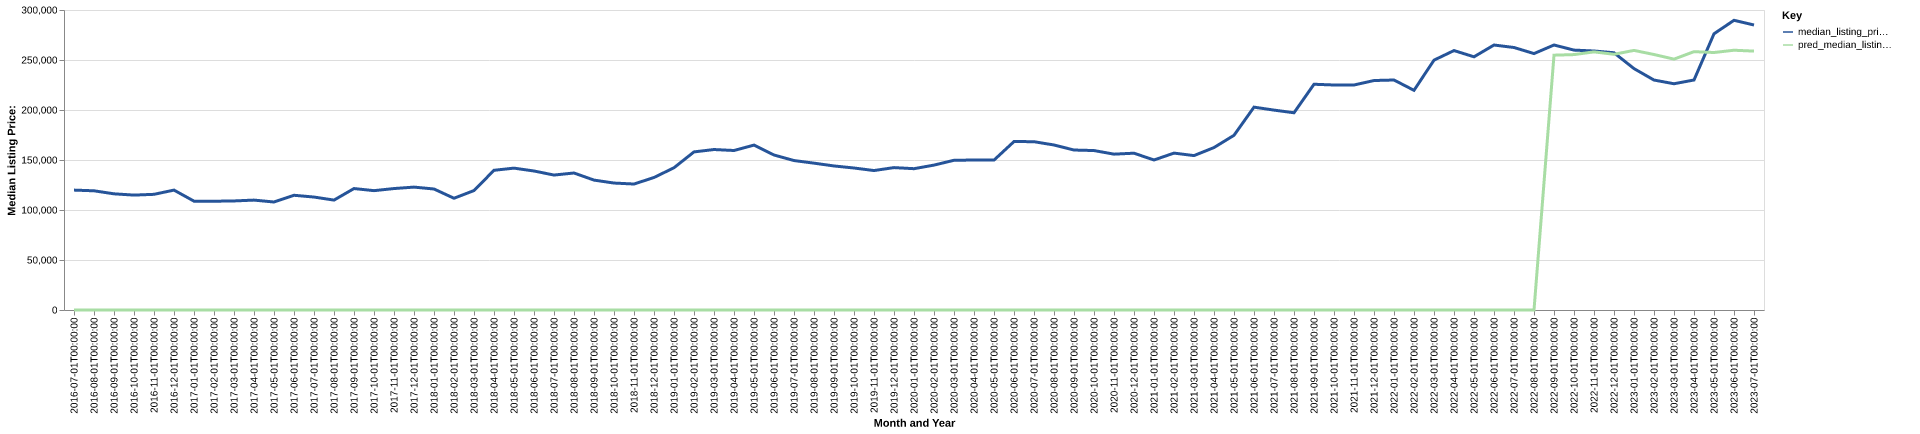 Key
median_listing_pri…
pred_median_listin…
Median Listing Price:
300,000
250,000
200,000
150,000
100,000
50,000
0
2016-07-01T00:00:00
2016-08-01T00:00:00
2016-09-01T00:00:00
2016-10-01T00:00:00
2016-11-01T00:00:00
2016-12-01T00:00:00
2017-01-01T00:00:00
2017-02-01T00:00:00
2017-03-01T00:00:00
2017-04-01T00:00:00
2017-05-01T00:00:00
2017-06-01T00:00:00
2017-07-01T00:00:00
2017-08-01T00:00:00
2017-09-01T00:00:00
2017-10-01T00:00:00
2017-11-01T00:00:00
2017-12-01T00:00:00
2018-01-01T00:00:00
2018-02-01T00:00:00
2018-03-01T00:00:00
2018-04-01T00:00:00
2018-05-01T00:00:00
2018-06-01T00:00:00
2018-07-01T00:00:00
2018-08-01T00:00:00
2018-09-01T00:00:00
2018-10-01T00:00:00
2018-11-01T00:00:00
2018-12-01T00:00:00
2019-01-01T00:00:00
2019-02-01T00:00:00
2019-03-01T00:00:00
2019-04-01T00:00:00
2019-05-01T00:00:00
2019-06-01T00:00:00
2019-07-01T00:00:00
2019-08-01T00:00:00
2019-09-01T00:00:00
2019-10-01T00:00:00
2019-11-01T00:00:00
2019-12-01T00:00:00
2020-01-01T00:00:00
2020-02-01T00:00:00
2020-03-01T00:00:00
2020-04-01T00:00:00
2020-05-01T00:00:00
2020-06-01T00:00:00
2020-07-01T00:00:00
2020-08-01T00:00:00
2020-09-01T00:00:00
2020-10-01T00:00:00
2020-11-01T00:00:00
2020-12-01T00:00:00
2021-01-01T00:00:00
2021-02-01T00:00:00
2021-03-01T00:00:00
2021-04-01T00:00:00
2021-05-01T00:00:00
2021-06-01T00:00:00
2021-07-01T00:00:00
2021-08-01T00:00:00
2021-09-01T00:00:00
2021-10-01T00:00:00
2021-11-01T00:00:00
2021-12-01T00:00:00
2022-01-01T00:00:00
2022-02-01T00:00:00
2022-03-01T00:00:00
2022-04-01T00:00:00
2022-05-01T00:00:00
2022-06-01T00:00:00
2022-07-01T00:00:00
2022-08-01T00:00:00
2022-09-01T00:00:00
2022-10-01T00:00:00
2022-11-01T00:00:00
2022-12-01T00:00:00
2023-01-01T00:00:00
2023-02-01T00:00:00
2023-03-01T00:00:00
2023-04-01T00:00:00
2023-05-01T00:00:00
2023-06-01T00:00:00
2023-07-01T00:00:00
Month and Year